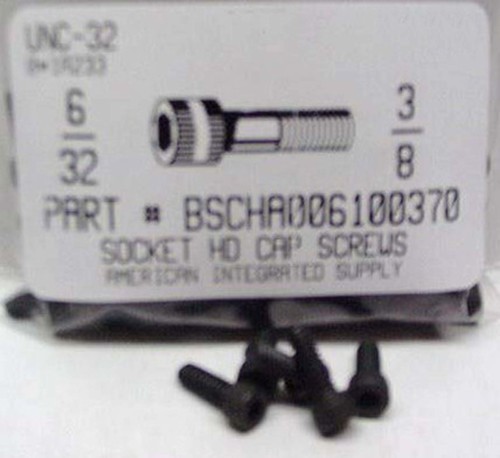 UNC-32
6
32
3
8
PART # BSCHA006100370
SOCKET HD CAP SCREWS
AMERICAN INTEGRATED SUPPLY